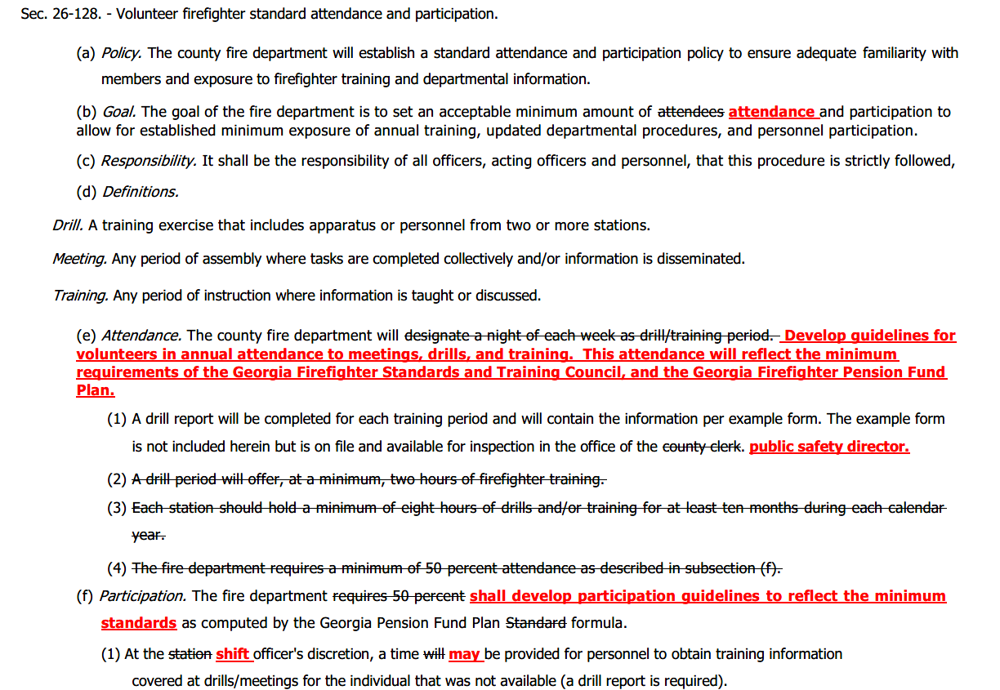 Sec. 26-128. - Volunteer firefighter standard attendance and participation.
(a) Policy. The county fire department will establish a standard attendance and participation policy to ensure adequate familiarity with
members and exposure to firefighter training and departmental information.
(b) Goal. The goal of the fire department is to set an acceptable minimum amount of attendees attendance and participation to
allow for established minimum exposure of annual training, updated departmental procedures, and personnel participation.
(c) Responsibility. It shall be the responsibility of all officers, acting officers and personnel, that this procedure is strictly followed,
(d) Definitions.
Drill. A training exercise that includes apparatus or personnel from two or more stations.
Meeting. Any period of assembly where tasks are completed collectively and/or information is disseminated.
Training. Any period of instruction where information is taught or discussed.
(e) Attendance. The county fire department will designate a night of each week as drill/training period. Develop guidelines for
volunteers in annual attendance to meetings, drills, and training. This attendance will reflect the minimum
requirements of the Georgia Firefighter Standards and Training Council, and the Georgia Firefighter Pension Fund
Plan.
(1) A drill report will be completed for each training period and will contain the information per example form. The example form
is not included herein but is on file and available for inspection in the office of the county clerk. public safety director.
(2) A drill period will offer, at a minimum, two hours of firefighter training.
(3) Each station should hold a minimum of eight hours of drills and/or training for at least ten months during each calendar
year.
(4) The fire department requires a minimum of 50 percent attendance as described in subsection (f).
(f) Participation. The fire department requires 50 percent shall develop participation guidelines to reflect the minimum
standards as computed by the Georgia Pension Fund Plan Standard formula.
(1) At the station shift officer's discretion, a time will may be provided for personnel to obtain training information
covered at drills/meetings for the individual that was not available (a drill report is required).